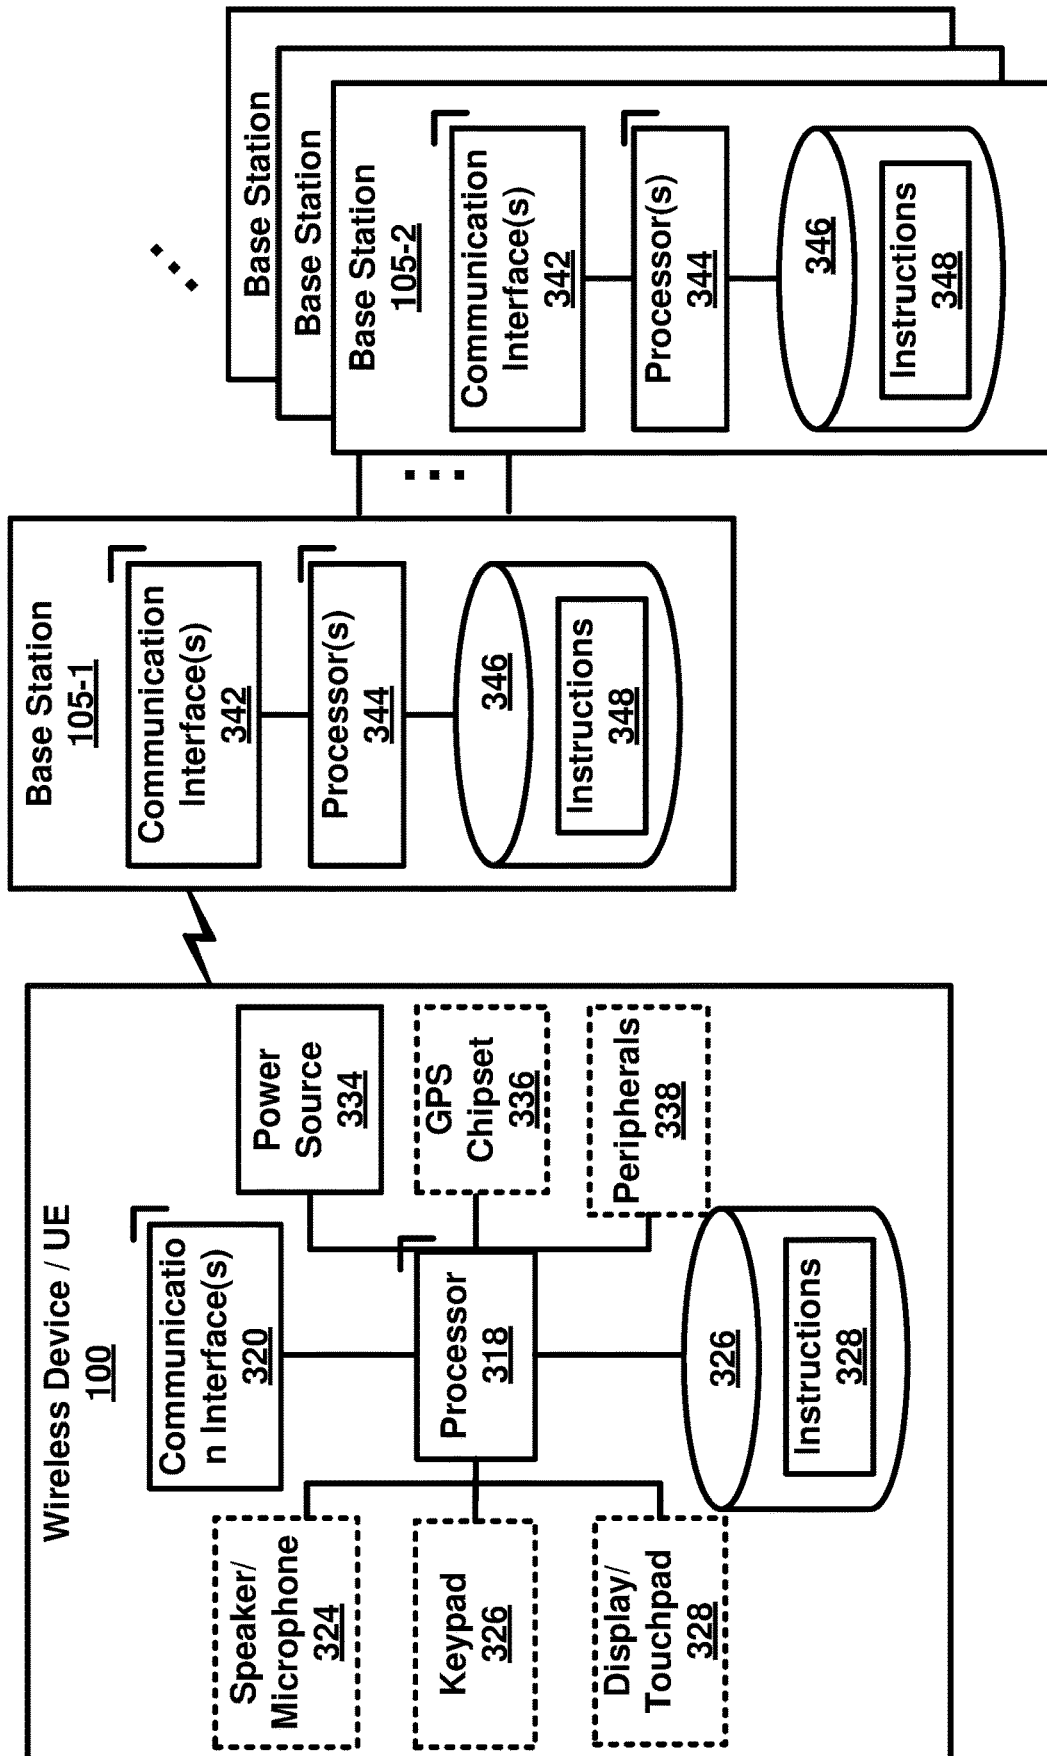 Wireless Device / UE
100
Communicatio
n Interface(s)
320
Speaker/
Microphone
324
Keypad
326
Display/
Touchpad
328
Processor
318
Power
Source
334
GPS
Chipset
336
Peripherals
338
326
Instructions
328
Base Station
105-1
Communication
Interface(s)
342
Processor(s)
344
346
Instructions
348
Base Station
Base Station
Base Station
105-2
Communication
Interface(s)
342
Processor(s)
344
346
Instructions
348